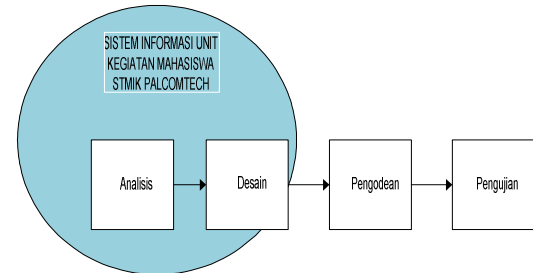 SISTEM INFORMASI UNIT
KEGIATAN MAHASISWA
STMIK PALCOMTECH
Analisis
Desain
Pengodean
Pengujian